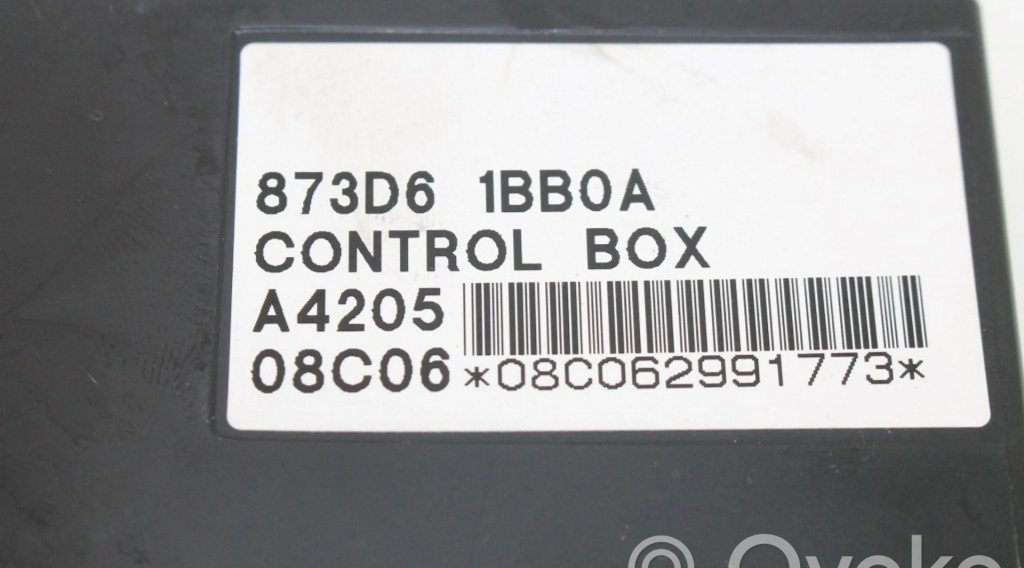 873D6 1BB0A
CONTROL BOX
A4205
08C06 *08C062991773*
©